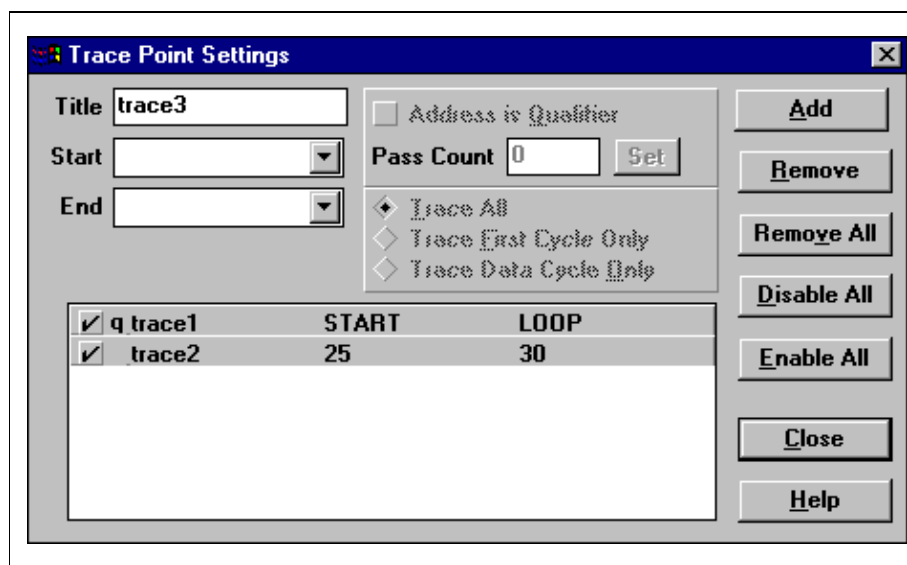 Trace Point Settings
Title trace3
Start
End
Address is Qualifier
Pass Count 0 Set
Trace All
Trace First Cycle Only
Trace Data Cycle Only
Add
Remove
Remove All
Disable All
Enable All
Close
Help
q trace1 START LOOP
trace2 25 30